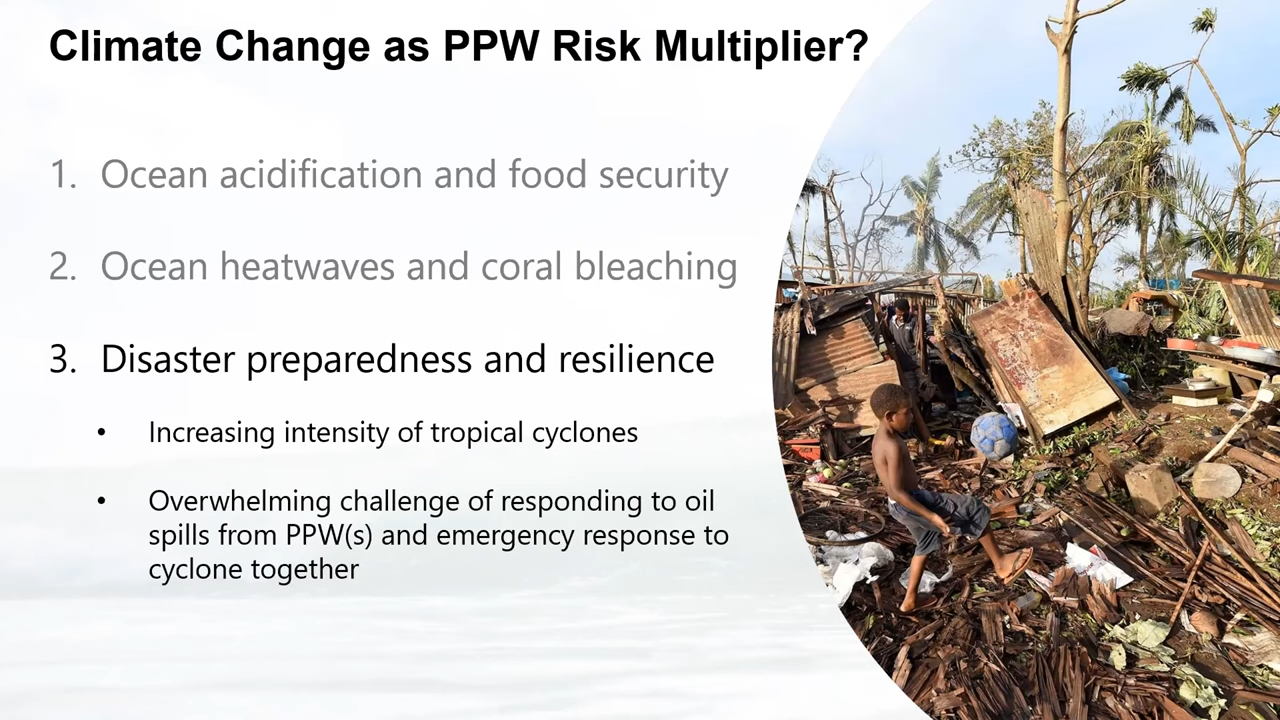 Climate Change as PPW Risk Multiplier?
1. Ocean acidification and food security
2. Ocean heatwaves and coral bleaching
3. Disaster preparedness and resilience
• Increasing intensity of tropical cyclones
• Overwhelming challenge of responding to oil
spills from PPW(s) and emergency response to
cyclone together